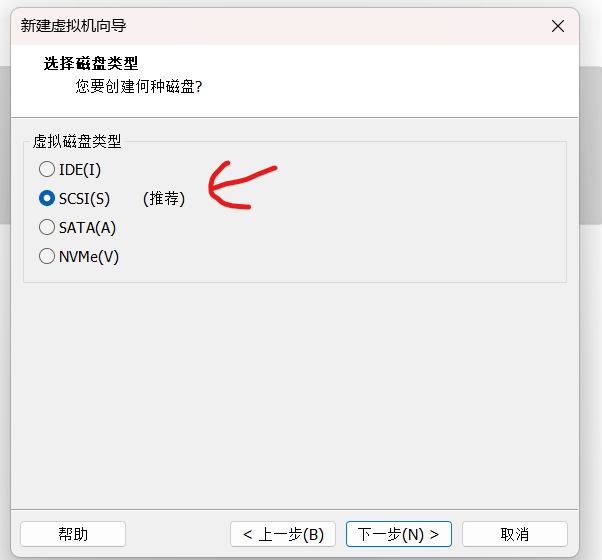 新建虚拟机向导
选择磁盘类型
您要创建何种磁盘?
虚拟磁盘类型
IDE(I)
SCSI(S) (推荐)
SATA(A)
NVMe(V)
帮助 < 上一步(B) 下一步(N) > 取消